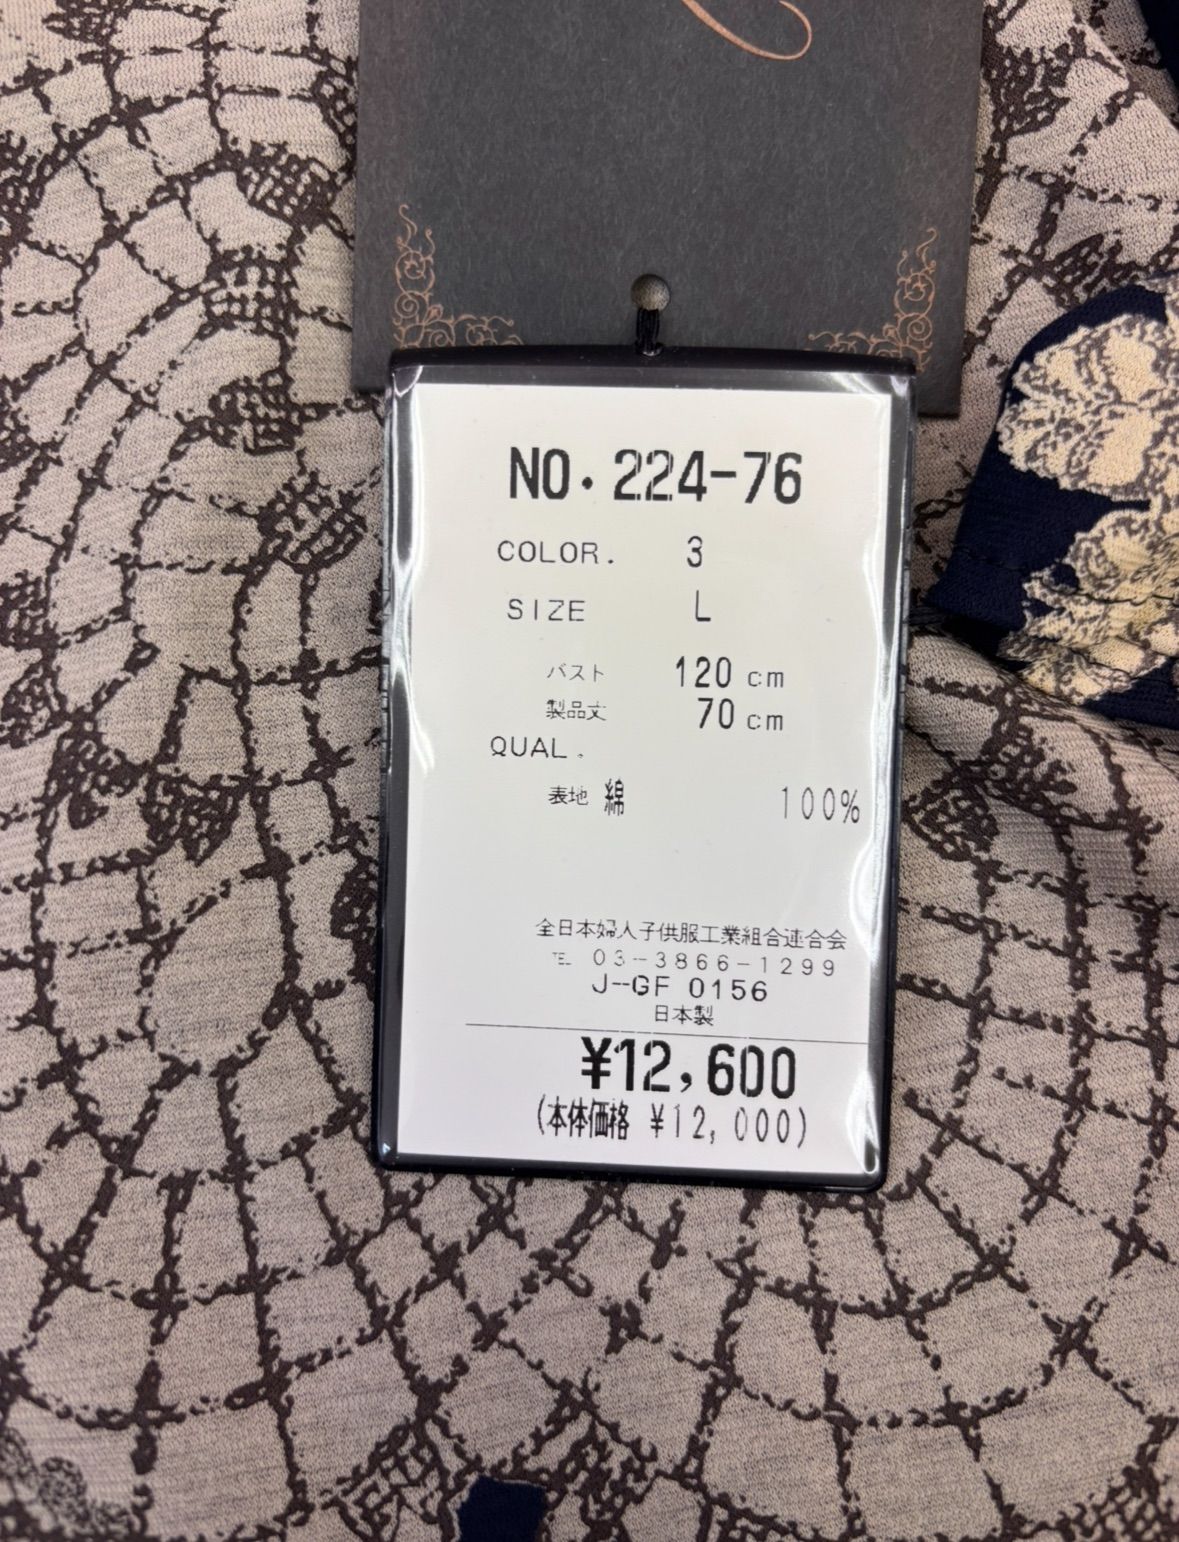 NO.224-76
COLOR. 3
SIZE L
バスト 120 cm
製品丈 70 cm
QUAL.
表地 綿 100%
全日本婦人子供服工業組合連合会
TEL 03-3866-1299
J-GF 0156
日本製
¥12,600
(本体価格 ¥12,000)